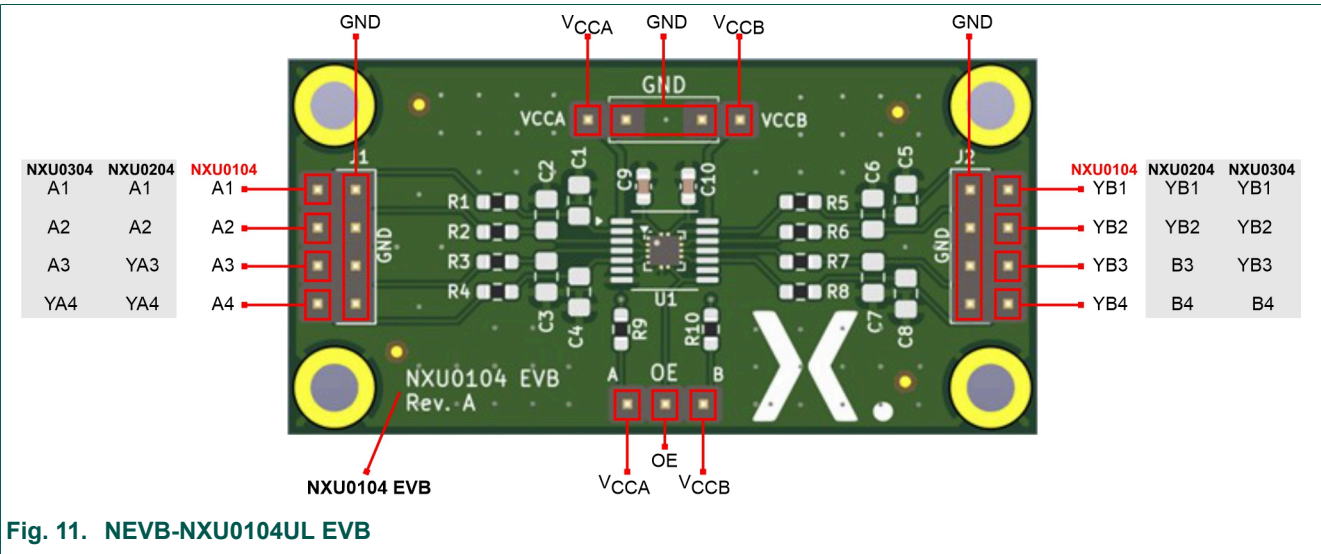 GND VCCA GND VCCB GND
GND
VCCA VCCB
J1 J2
NXU0304 NXU0204 NXU0104
A1 A1 A1
A2 A2 A2
A3 YA3 A3
YA4 YA4 A4
GND
R1
R2
R3
R4
C2 C1
C3 C4
C9 C10
U1
R9 R10
R5
R6
R7
R8
C6 C5
C7 C8
GND
NXU0104 NXU0204 NXU0304
YB1 YB1 YB1
YB2 YB2 YB2
YB3 B3 YB3
YB4 B4 B4
NXU0104 EVB
Rev. A
A OE B
OE
VCCA VCCB
NXU0104 EVB
Fig. 11. NEVB-NXU0104UL EVB